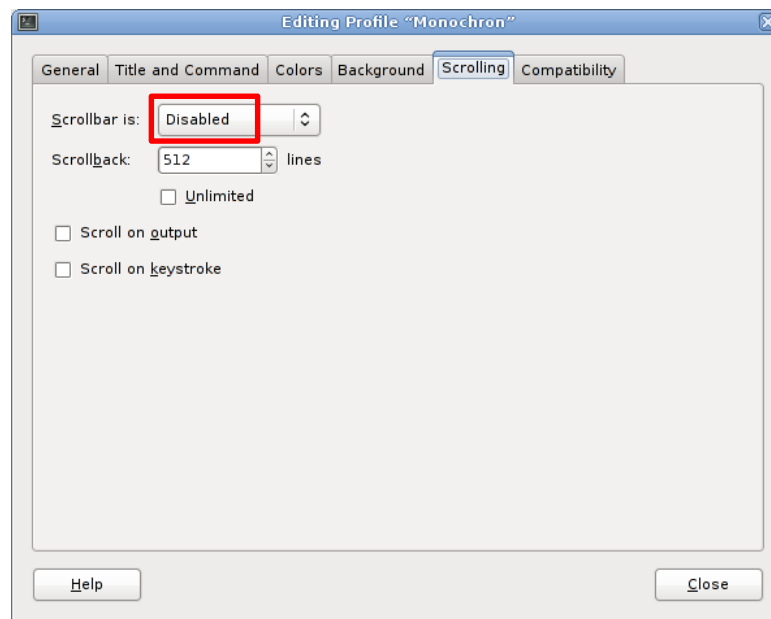 Editing Profile “Monochron”
General Title and Command Colors Background Scrolling Compatibility
Scrollbar is: Disabled
Scrollback: 512 lines
Unlimited
Scroll on output
Scroll on keystroke
Help Close